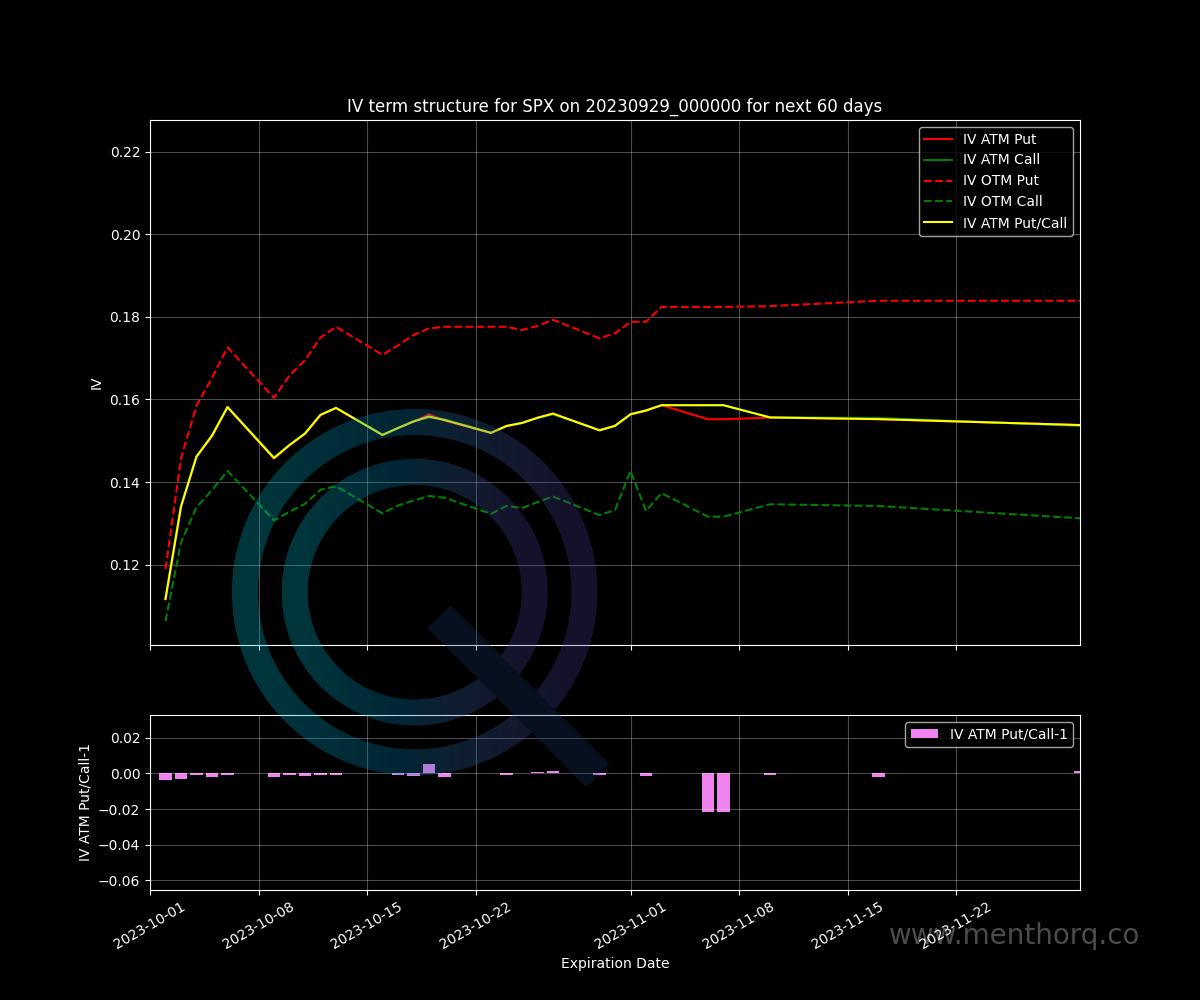 IV term structure for SPX on 20230929_000000 for next 60 days
IV ATM Put
IV ATM Call
IV OTM Put
IV OTM Call
IV ATM Put/Call
0.22
0.20
0.18
0.16
0.14
0.12
IV
IV ATM Put/Call-1
0.02
0.00
−0.02
−0.04
−0.06
IV ATM Put/Call-1
2023-10-01
2023-10-08
2023-10-15
2023-10-22
2023-11-01
2023-11-08
2023-11-15
2023-11-22
Expiration Date
www.menthorq.co